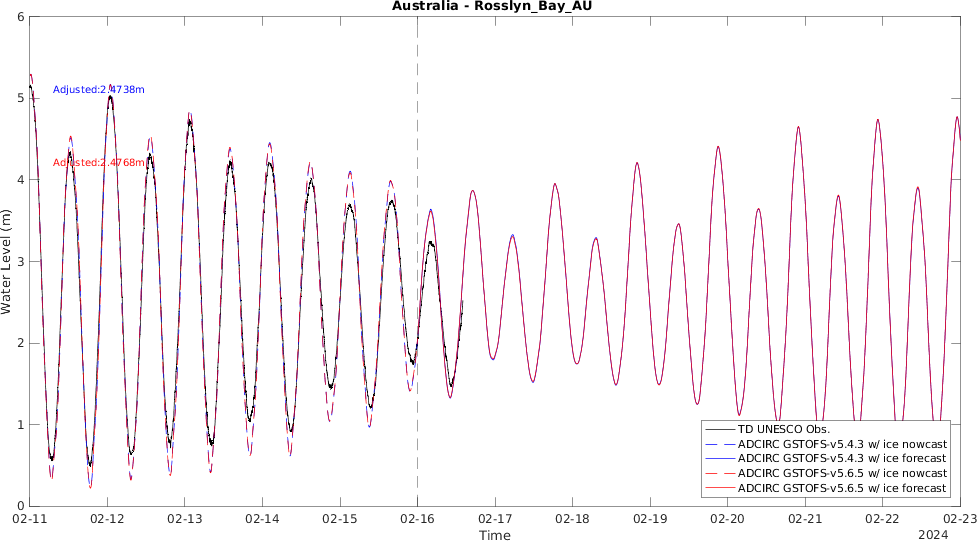 Australia - Rosslyn_Bay_AU
6
5
4
3
2
1
0
Water Level (m)
Adjusted:2.4738m
Adjusted:2.4768m
TD UNESCO Obs.
ADCIRC GSTOFS-v5.4.3 w/ ice nowcast
ADCIRC GSTOFS-v5.4.3 w/ ice forecast
ADCIRC GSTOFS-v5.6.5 w/ ice nowcast
ADCIRC GSTOFS-v5.6.5 w/ ice forecast
02-11 02-12 02-13 02-14 02-15 02-16 02-17 02-18 02-19 02-20 02-21 02-22 02-23
Time
2024